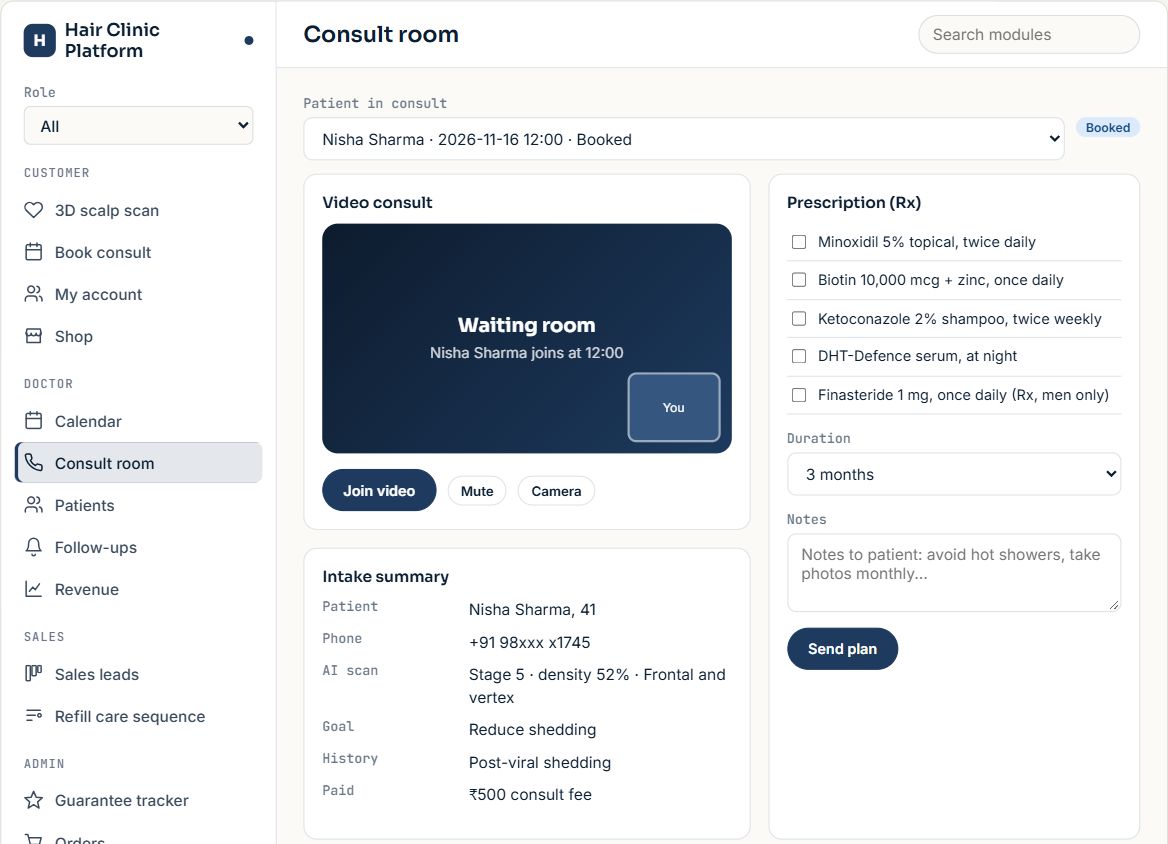 H
Hair Clinic
Platform
Role
All
CUSTOMER
3D scalp scan
Book consult
My account
Shop
DOCTOR
Calendar
Consult room
Patients
Follow-ups
Revenue
SALES
Sales leads
Refill care sequence
ADMIN
Guarantee tracker
Orders
Consult room
Search modules
Patient in consult
Nisha Sharma · 2026-11-16 12:00 · Booked
Booked
Video consult
Waiting room
Nisha Sharma joins at 12:00
You
Join video
Mute
Camera
Intake summary
Patient
Nisha Sharma, 41
Phone
+91 98xxx x1745
AI scan
Stage 5 · density 52% · Frontal and
vertex
Goal
Reduce shedding
History
Post-viral shedding
Paid
₹500 consult fee
Prescription (Rx)
Minoxidil 5% topical, twice daily
Biotin 10,000 mcg + zinc, once daily
Ketoconazole 2% shampoo, twice weekly
DHT-Defence serum, at night
Finasteride 1 mg, once daily (Rx, men only)
Duration
3 months
Notes
Notes to patient: avoid hot showers, take
photos monthly...
Send plan